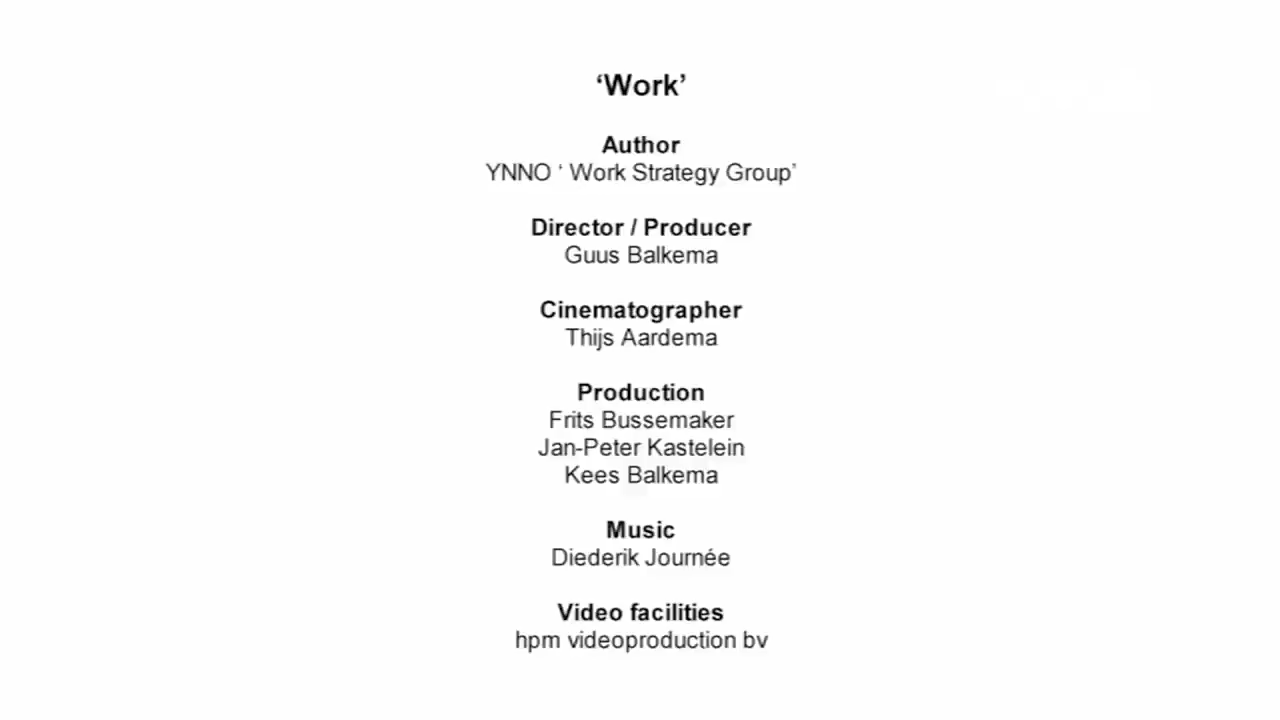 ‘Work’
Author
YNNO ‘ Work Strategy Group’
Director / Producer
Guus Balkema
Cinematographer
Thijs Aardema
Production
Frits Bussemaker
Jan-Peter Kastelein
Kees Balkema
Music
Diederik Journée
Video facilities
hpm videoproduction bv